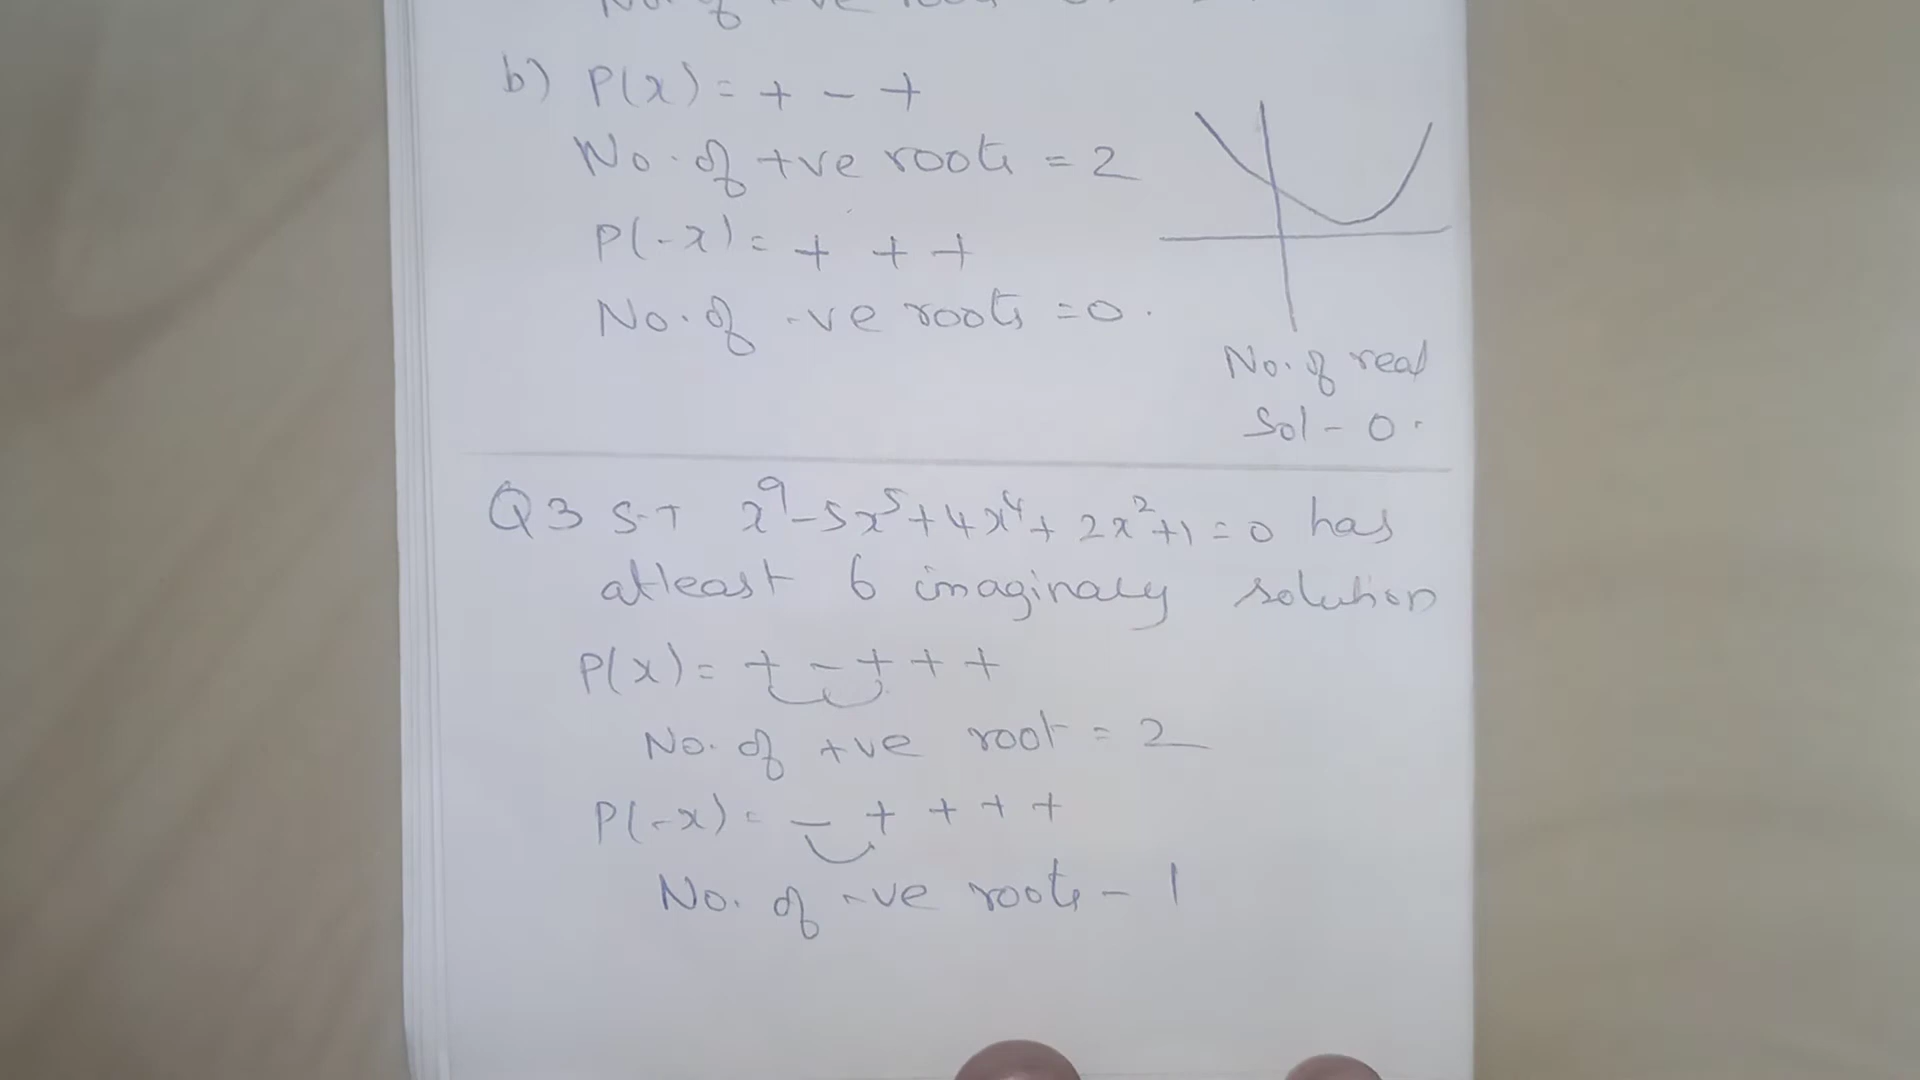 b) P(x) = + - +
No. of +ve roots = 2
P(-x) = + + +
No. of -ve roots = 0.
No. of real
Sol - 0.
Q3 S.T x⁹-5x⁵+4x⁴+2x²+1=0 has
atleast 6 imaginary solution
P(x) = + - + + +
No. of +ve root = 2
P(-x) = - + + + +
No. of -ve roots - 1